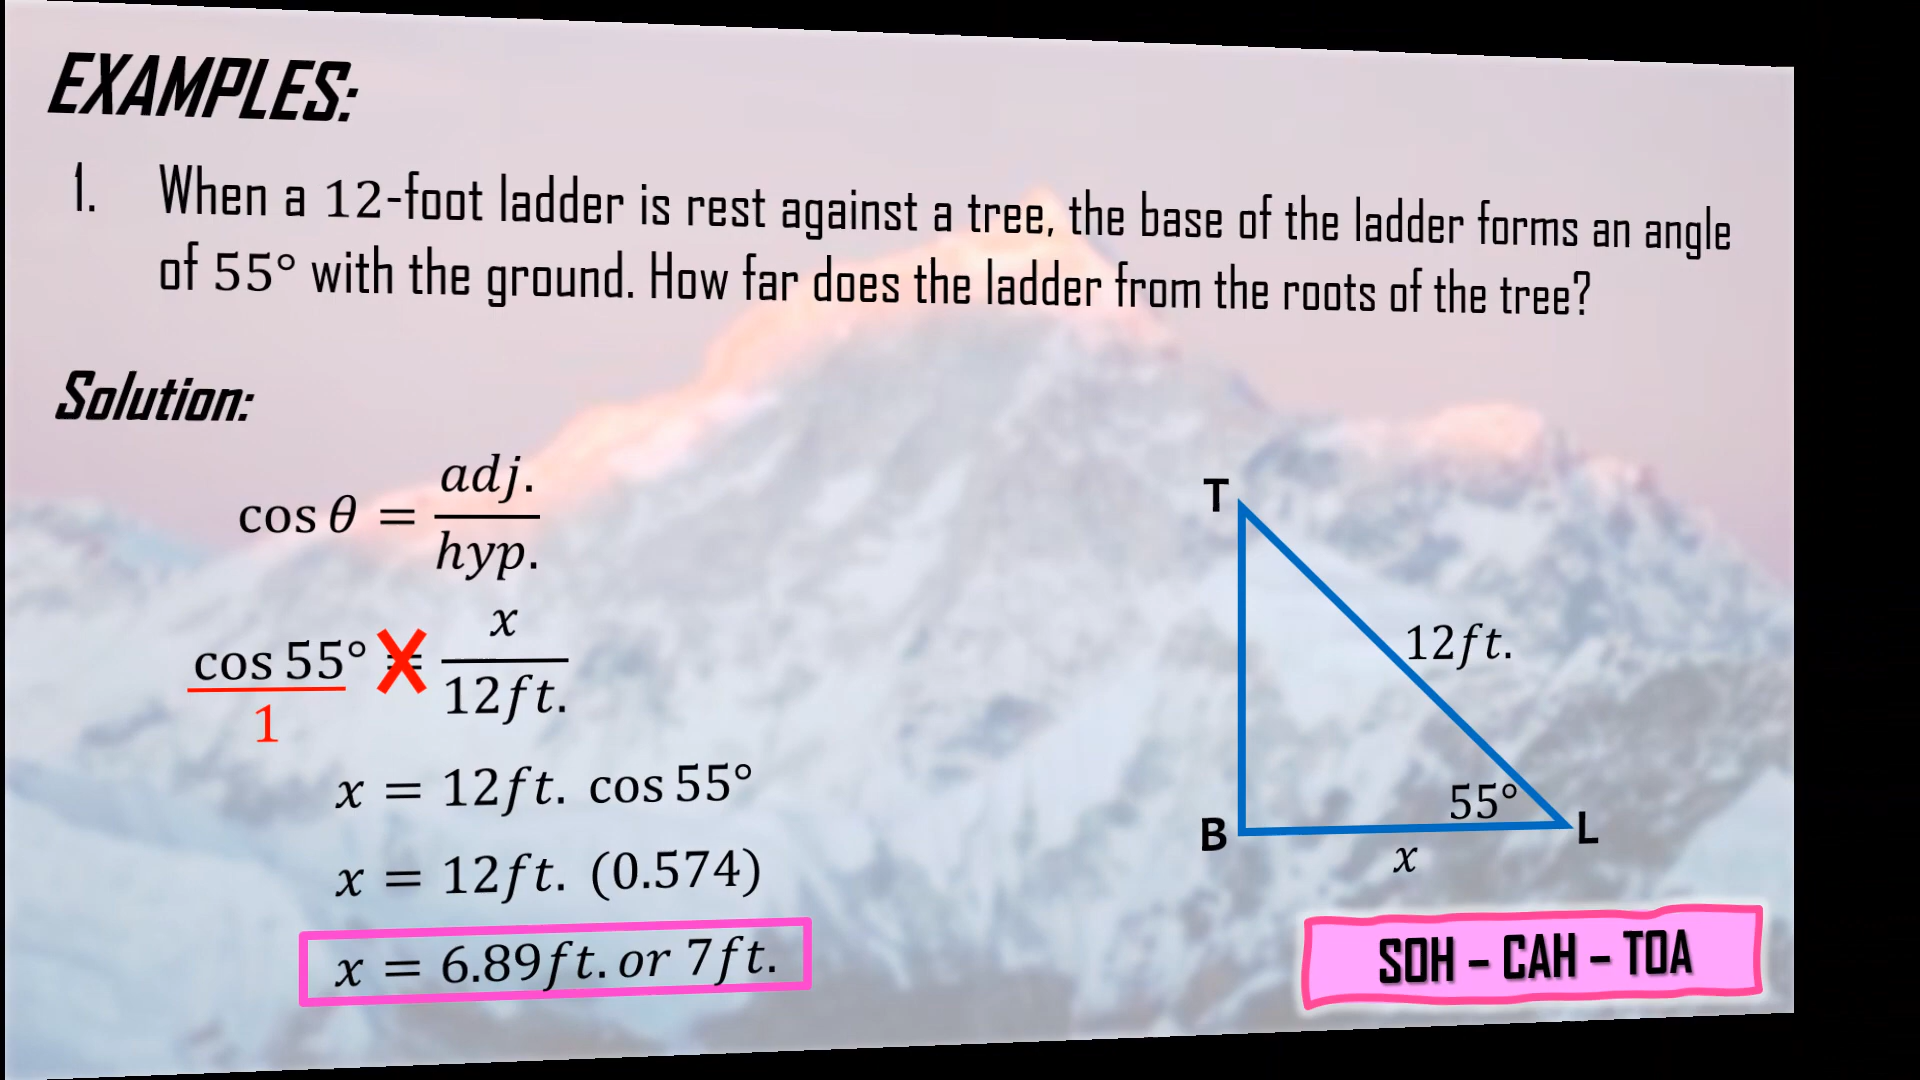 EXAMPLES:
1. When a 12-foot ladder is rest against a tree, the base of the ladder forms an angle
of 55° with the ground. How far does the ladder from the roots of the tree?
Solution:
cos θ = adj. / hyp.
cos 55° / 1 = x / 12ft.
x = 12ft. cos 55°
x = 12ft. (0.574)
x = 6.89ft. or 7ft.
T
12ft.
55°
B
L
x
SOH – CAH – TOA